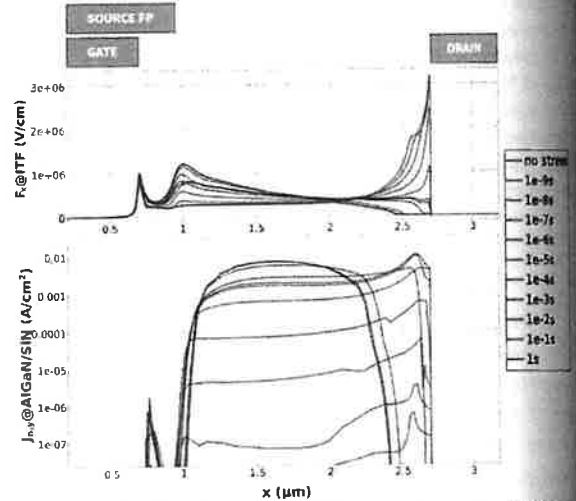 SOURCE FP
GATE
DRAIN
3e+06
2e+06
1e+06
0
0.5
1
1.5
2
2.5
3
(V/cm)
no stress
1e-9s
1e-8s
1e-7s
1e-6s
1e-5s
1e-4s
1e-3s
1e-2s
1e-1s
1s
0.01
0.001
0.0001
1e-05
1e-06
1e-07
Jn,y@AlGaN/SiN (A/cm²)
0.5
1
1.5
2
2.5
3
x (μm)